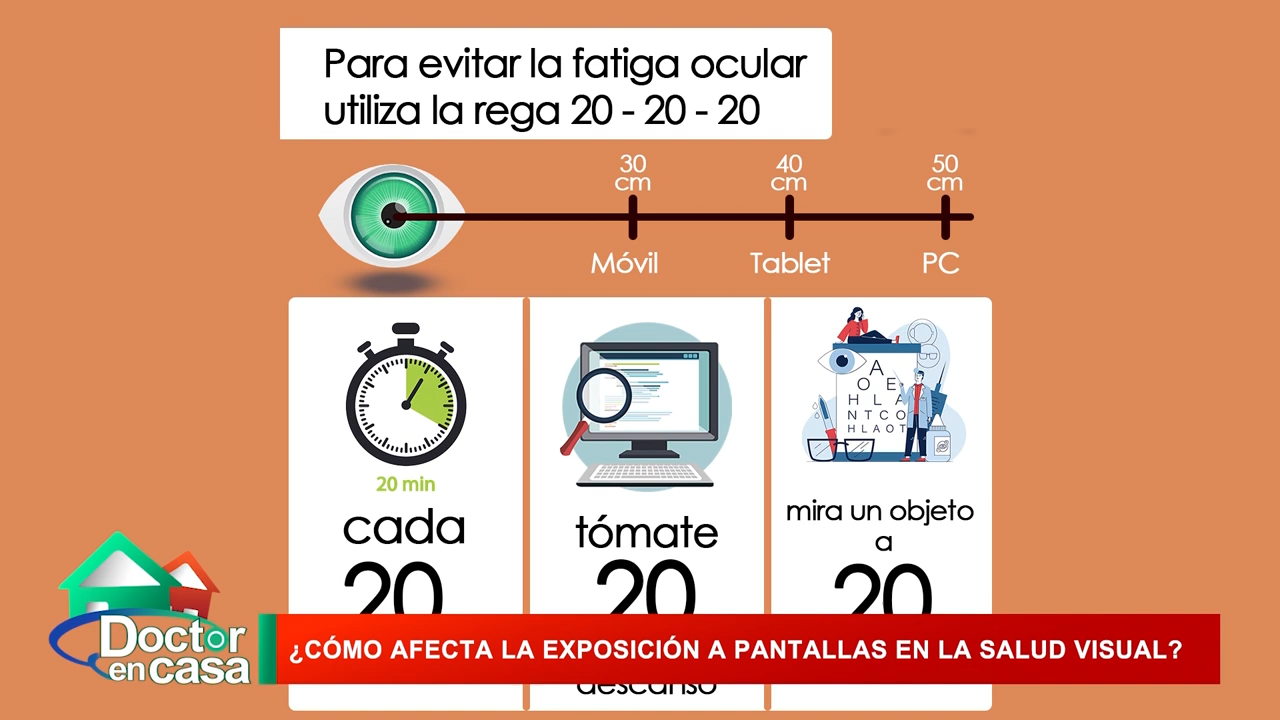 Para evitar la fatiga ocular
utiliza la rega 20 - 20 - 20
30
cm
40
cm
50
cm
Móvil
Tablet
PC
20 min
cada
20
tómate
20
descanso
mira un objeto
a
20
A
O E
H L A
N T C O
H L A O T
Doctor
en casa
¿CÓMO AFECTA LA EXPOSICIÓN A PANTALLAS EN LA SALUD VISUAL?